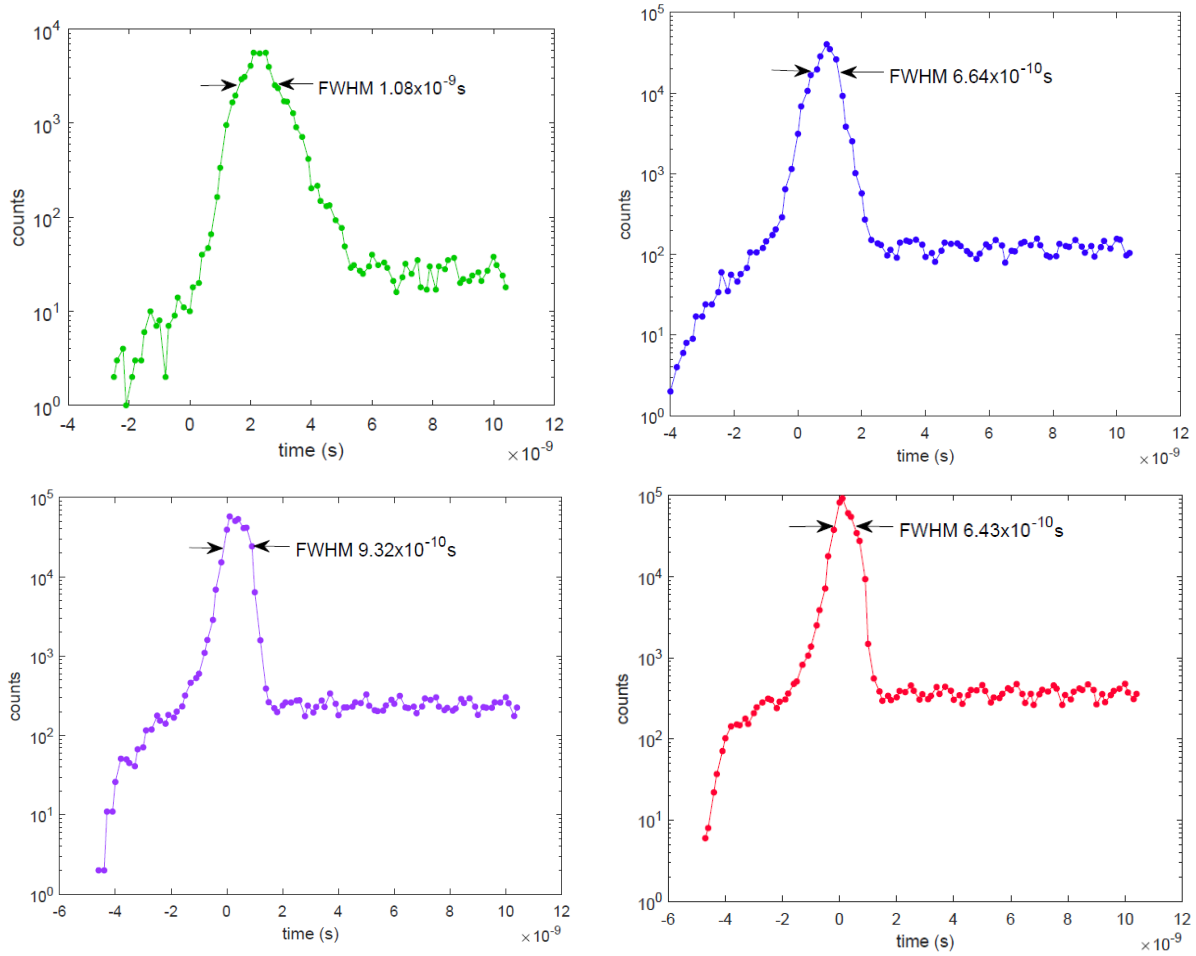 10^4
10^3
10^2
10^1
10^0
counts
FWHM 1.08x10^-9s
-4 -2 0 2 4 6 8 10 12
time (s)
×10^-9
10^5
10^4
10^3
10^2
10^1
10^0
counts
FWHM 6.64x10^-10s
-4 -2 0 2 4 6 8 10 12
time (s)
×10^-9
10^5
10^4
10^3
10^2
10^1
10^0
counts
FWHM 9.32x10^-10s
-6 -4 -2 0 2 4 6 8 10 12
time (s)
×10^-9
10^5
10^4
10^3
10^2
10^1
10^0
counts
FWHM 6.43x10^-10s
-6 -4 -2 0 2 4 6 8 10 12
time (s)
×10^-9